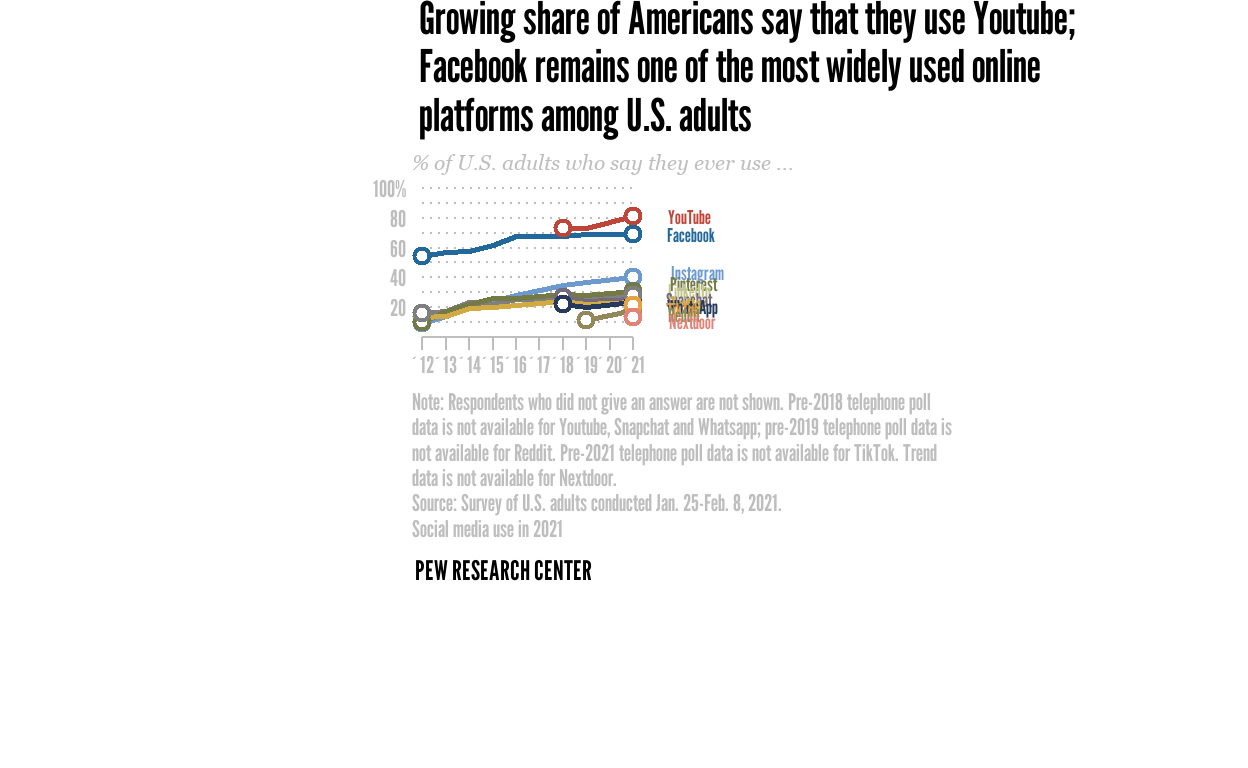 Growing share of Americans say that they use Youtube;
Facebook remains one of the most widely used online
platforms among U.S. adults
% of U.S. adults who say they ever use ...
100%
80
60
40
20
YouTube
Facebook
Instagram
Pinterest
Snapchat
WhatsApp
Nextdoor
´12 ´13 ´14 ´15 ´16 ´17 ´18 ´19 ´20 ´21
Note: Respondents who did not give an answer are not shown. Pre-2018 telephone poll
data is not available for Youtube, Snapchat and Whatsapp; pre-2019 telephone poll data is
not available for Reddit. Pre-2021 telephone poll data is not available for TikTok. Trend
data is not available for Nextdoor.
Source: Survey of U.S. adults conducted Jan. 25-Feb. 8, 2021.
Social media use in 2021
PEW RESEARCH CENTER